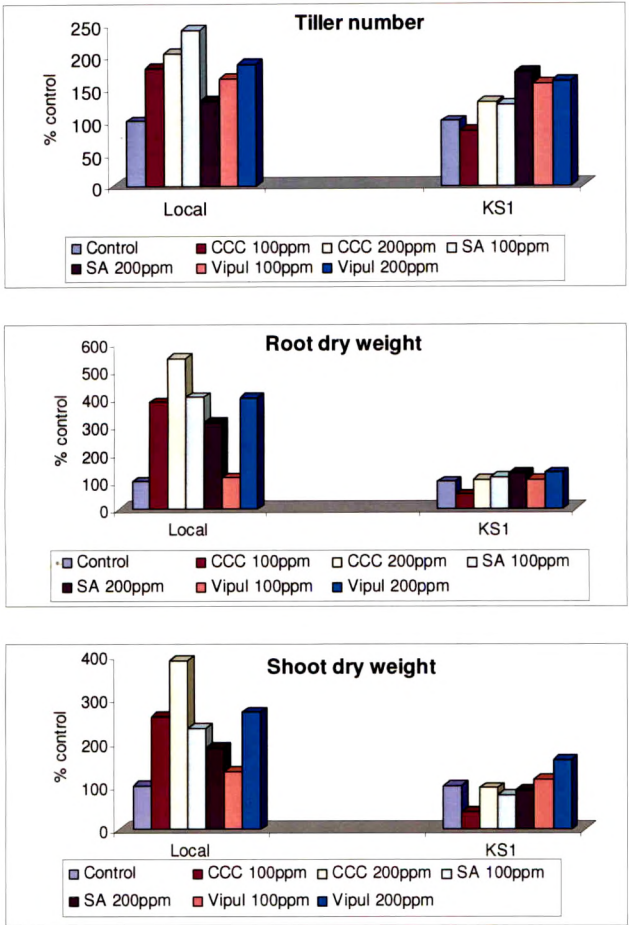 Tiller number
% control
250
200
150
100
50
0
Local KS1
Control CCC 100ppm CCC 200ppm SA 100ppm
SA 200ppm Vipul 100ppm Vipul 200ppm
Root dry weight
% control
600
500
400
300
200
100
0
Local KS1
Control CCC 100ppm CCC 200ppm SA 100ppm
SA 200ppm Vipul 100ppm Vipul 200ppm
Shoot dry weight
% control
400
300
200
100
0
Local KS1
Control CCC 100ppm CCC 200ppm SA 100ppm
SA 200ppm Vipul 100ppm Vipul 200ppm